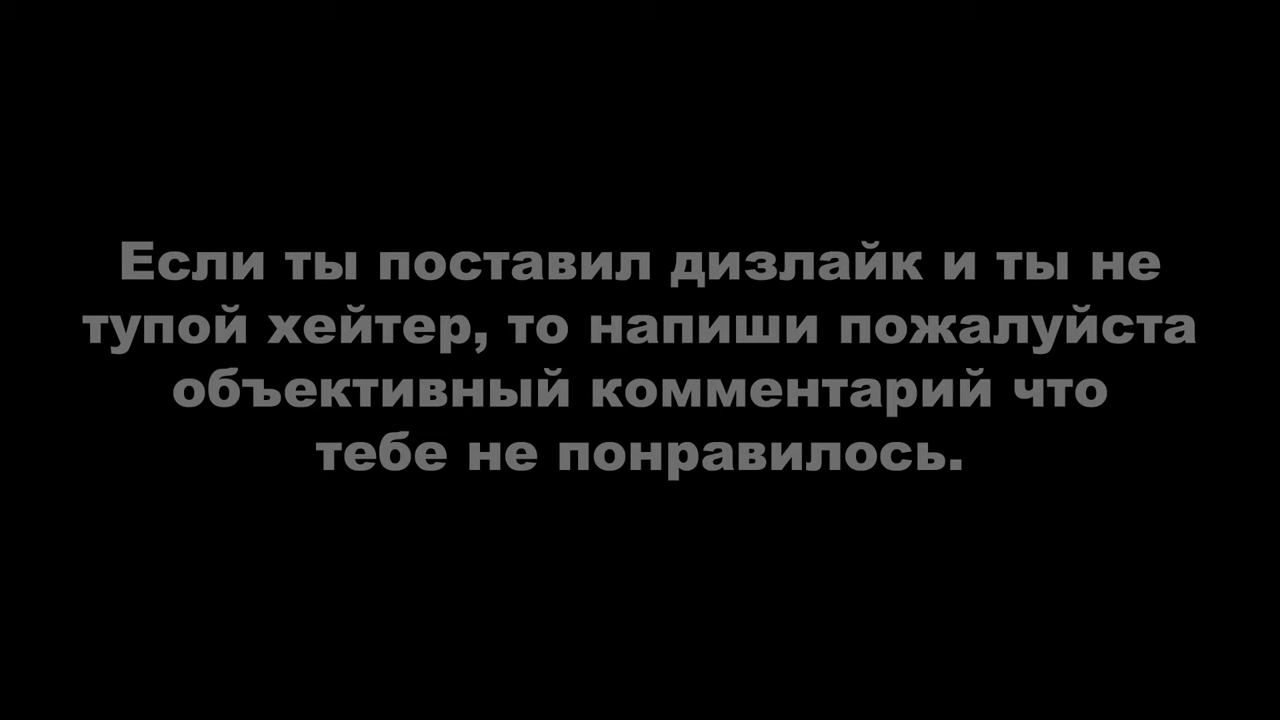 Если ты поставил дизлайк и ты не
тупой хейтер, то напиши пожалуйста
объективный комментарий что
тебе не понравилось.